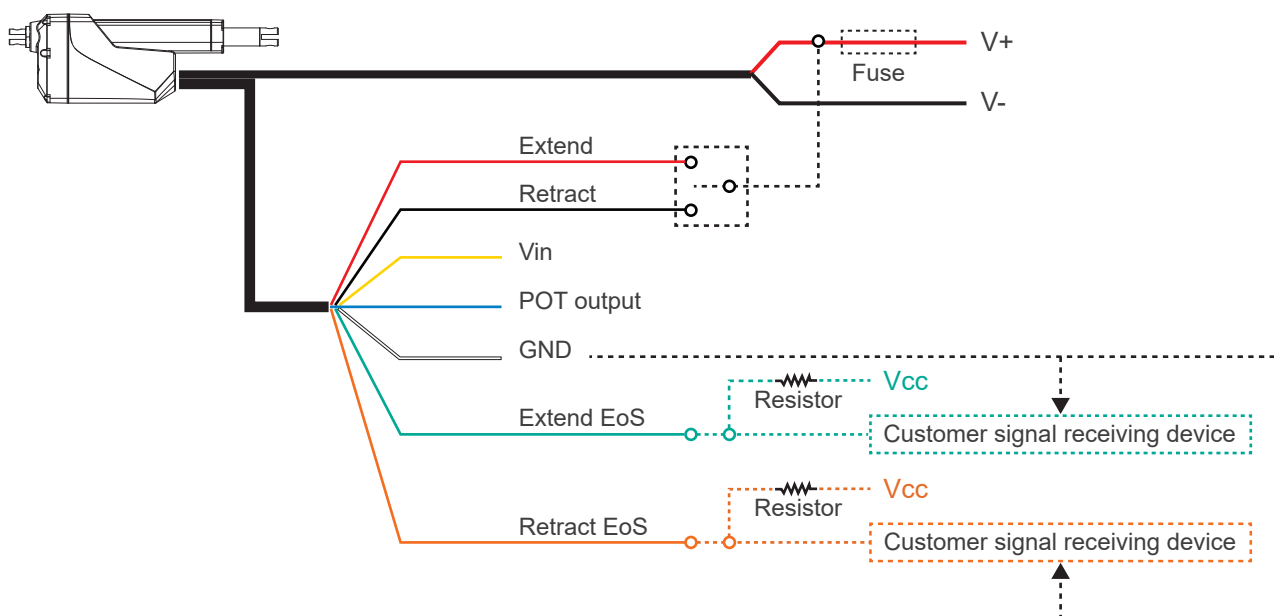 V+
Fuse
V-
Extend
Retract
Vin
POT output
GND
Vcc
Resistor
Extend EoS
Customer signal receiving device
Vcc
Resistor
Retract EoS
Customer signal receiving device